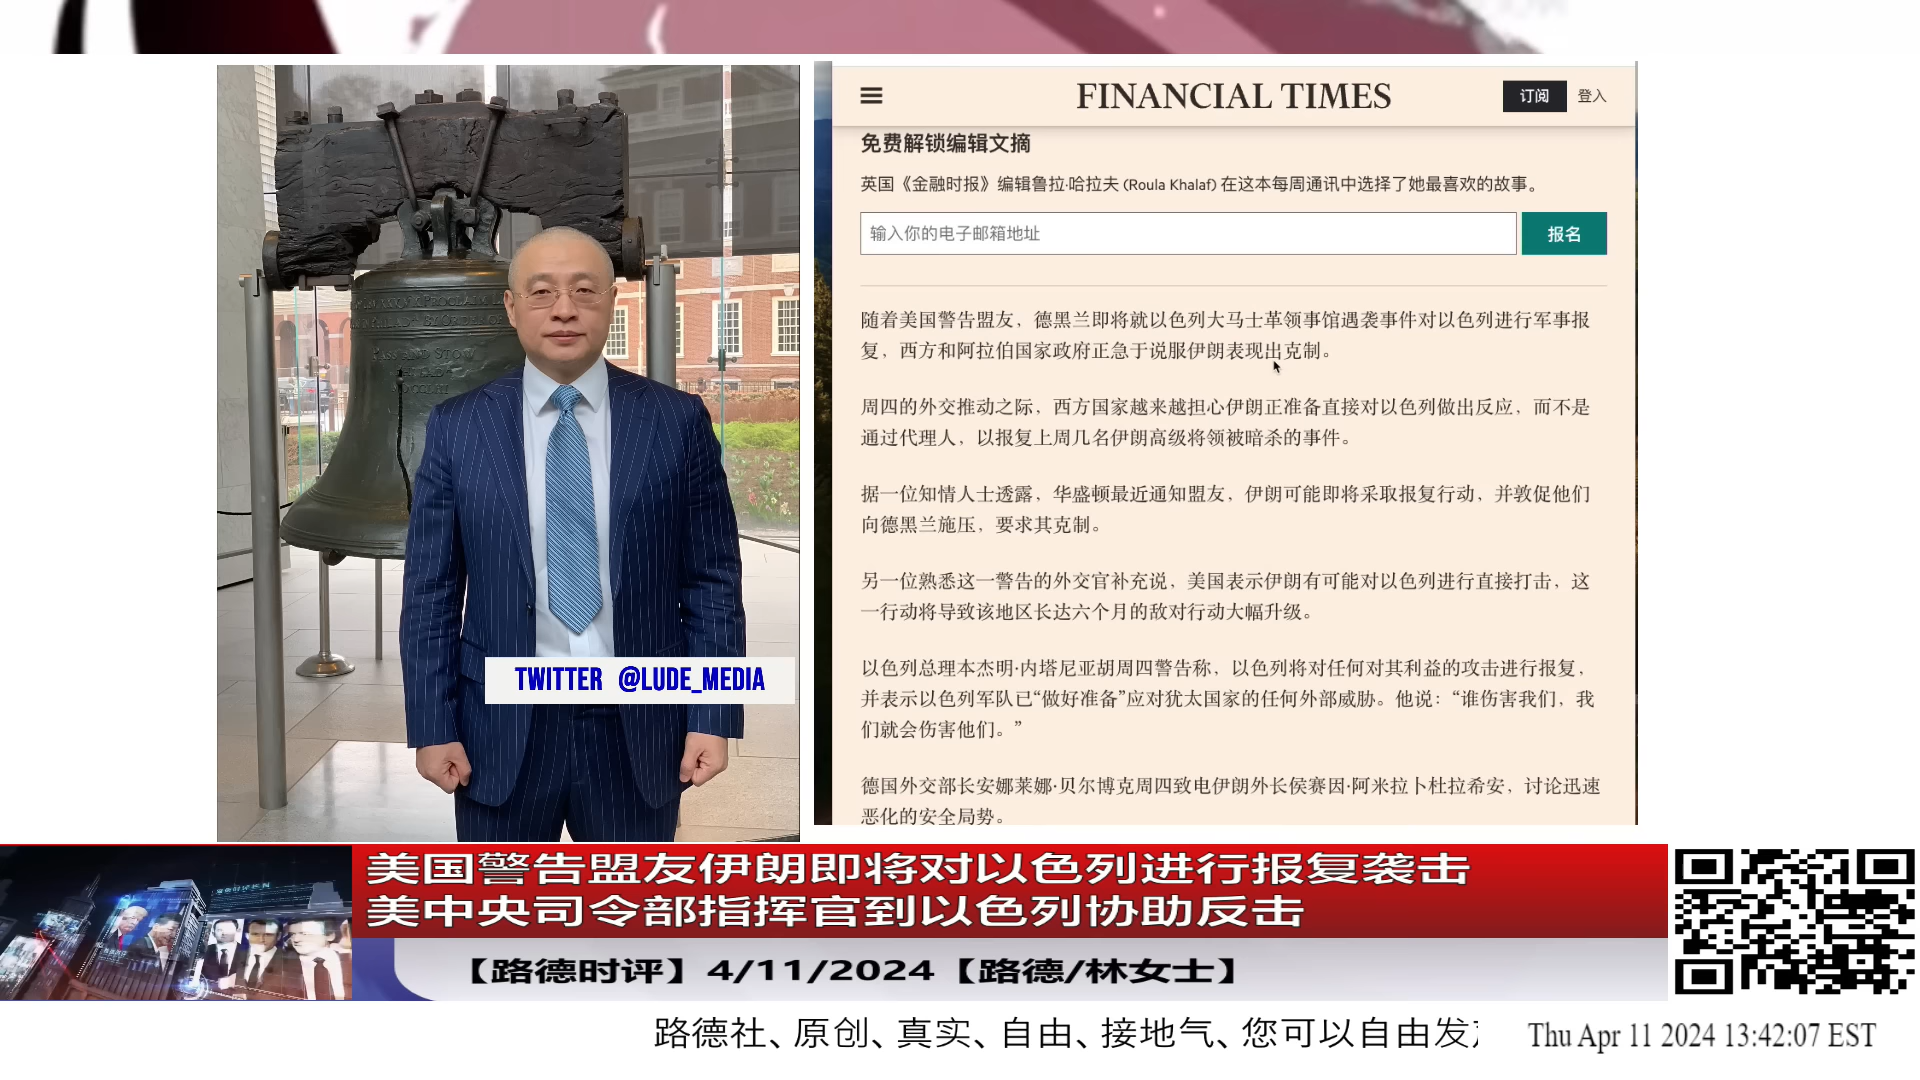 PASS AND STOW
TWITTER @LUDE_MEDIA
FINANCIAL TIMES
订阅
登入
免费解锁编辑文摘
英国《金融时报》编辑鲁拉·哈拉夫 (Roula Khalaf) 在这本每周通讯中选择了她最喜欢的故事。
输入你的电子邮箱地址
报名
随着美国警告盟友，德黑兰即将就以色列大马士革领事馆遇袭事件对以色列进行军事报
复，西方和阿拉伯国家政府正急于说服伊朗表现出克制。
周四的外交推动之际，西方国家越来越担心伊朗正准备直接对以色列做出反应，而不是
通过代理人，以报复上周几名伊朗高级将领被暗杀的事件。
据一位知情人士透露，华盛顿最近通知盟友，伊朗可能即将采取报复行动，并敦促他们
向德黑兰施压，要求其克制。
另一位熟悉这一警告的外交官补充说，美国表示伊朗有可能对以色列进行直接打击，这
一行动将导致该地区长达六个月的敌对行动大幅升级。
以色列总理本杰明·内塔尼亚胡周四警告称，以色列将对任何对其利益的攻击进行报复，
并表示以色列军队已“做好准备”应对犹太国家的任何外部威胁。他说：“谁伤害我们，我
们就会伤害他们。”
德国外交部长安娜莱娜·贝尔博克周四致电伊朗外长侯赛因·阿米拉卜杜拉希安，讨论迅速
恶化的安全局势。
美国警告盟友伊朗即将对以色列进行报复袭击
美中央司令部指挥官到以色列协助反击
【路德时评】4/11/2024【路德/林女士】
路德社、原创、真实、自由、接地气、您可以自由发
Thu Apr 11 2024 13:42:07 EST